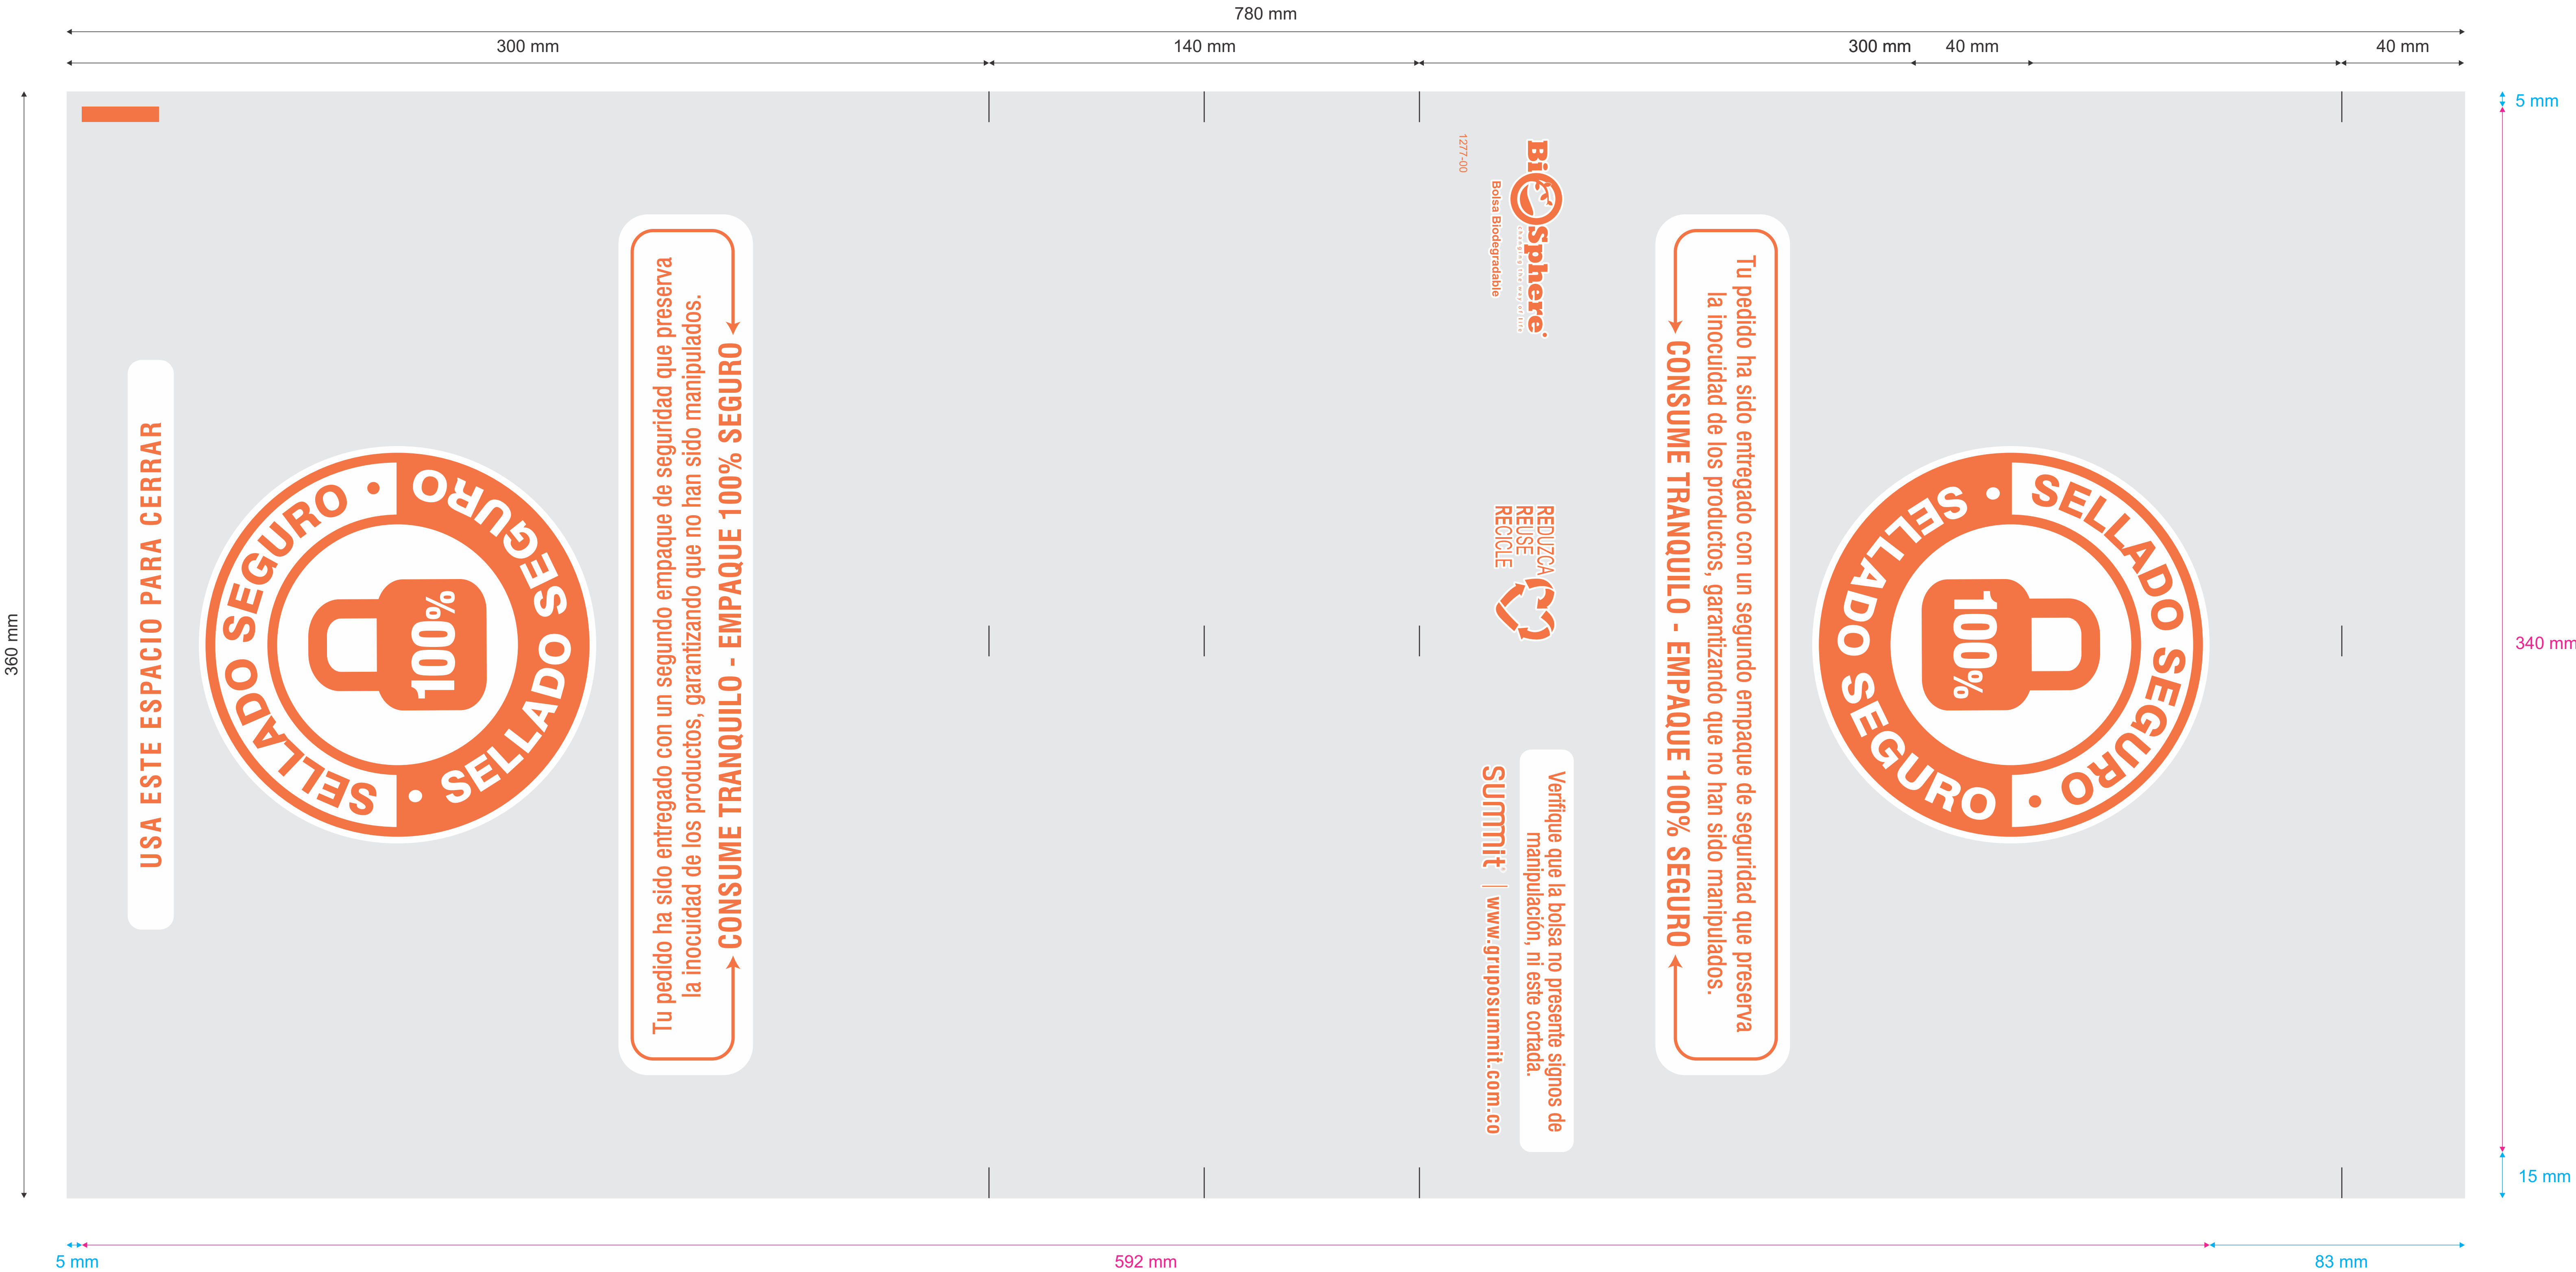 780 mm
300 mm
140 mm
300 mm
40 mm
40 mm
360 mm
5 mm
340 mm
15 mm
5 mm
592 mm
83 mm
USA ESTE ESPACIO PARA CERRAR
SELLADO SEGURO •
SELLADO SEGURO •
100%
Tu pedido ha sido entregado con un segundo empaque de seguridad que preserva
la inocuidad de los productos, garantizando que no han sido manipulados.
CONSUME TRANQUILO - EMPAQUE 100% SEGURO
BioSphere
changing the way of life
Bolsa Biodegradable
1277-00
REDUZCA
REUSE
RECICLE
Verifique que la bolsa no presente signos de
manipulación, ni este cortada.
summit | www.gruposummit.com.co
Tu pedido ha sido entregado con un segundo empaque de seguridad que preserva
la inocuidad de los productos, garantizando que no han sido manipulados.
CONSUME TRANQUILO - EMPAQUE 100% SEGURO
SELLADO SEGURO •
SELLADO SEGURO •
100%